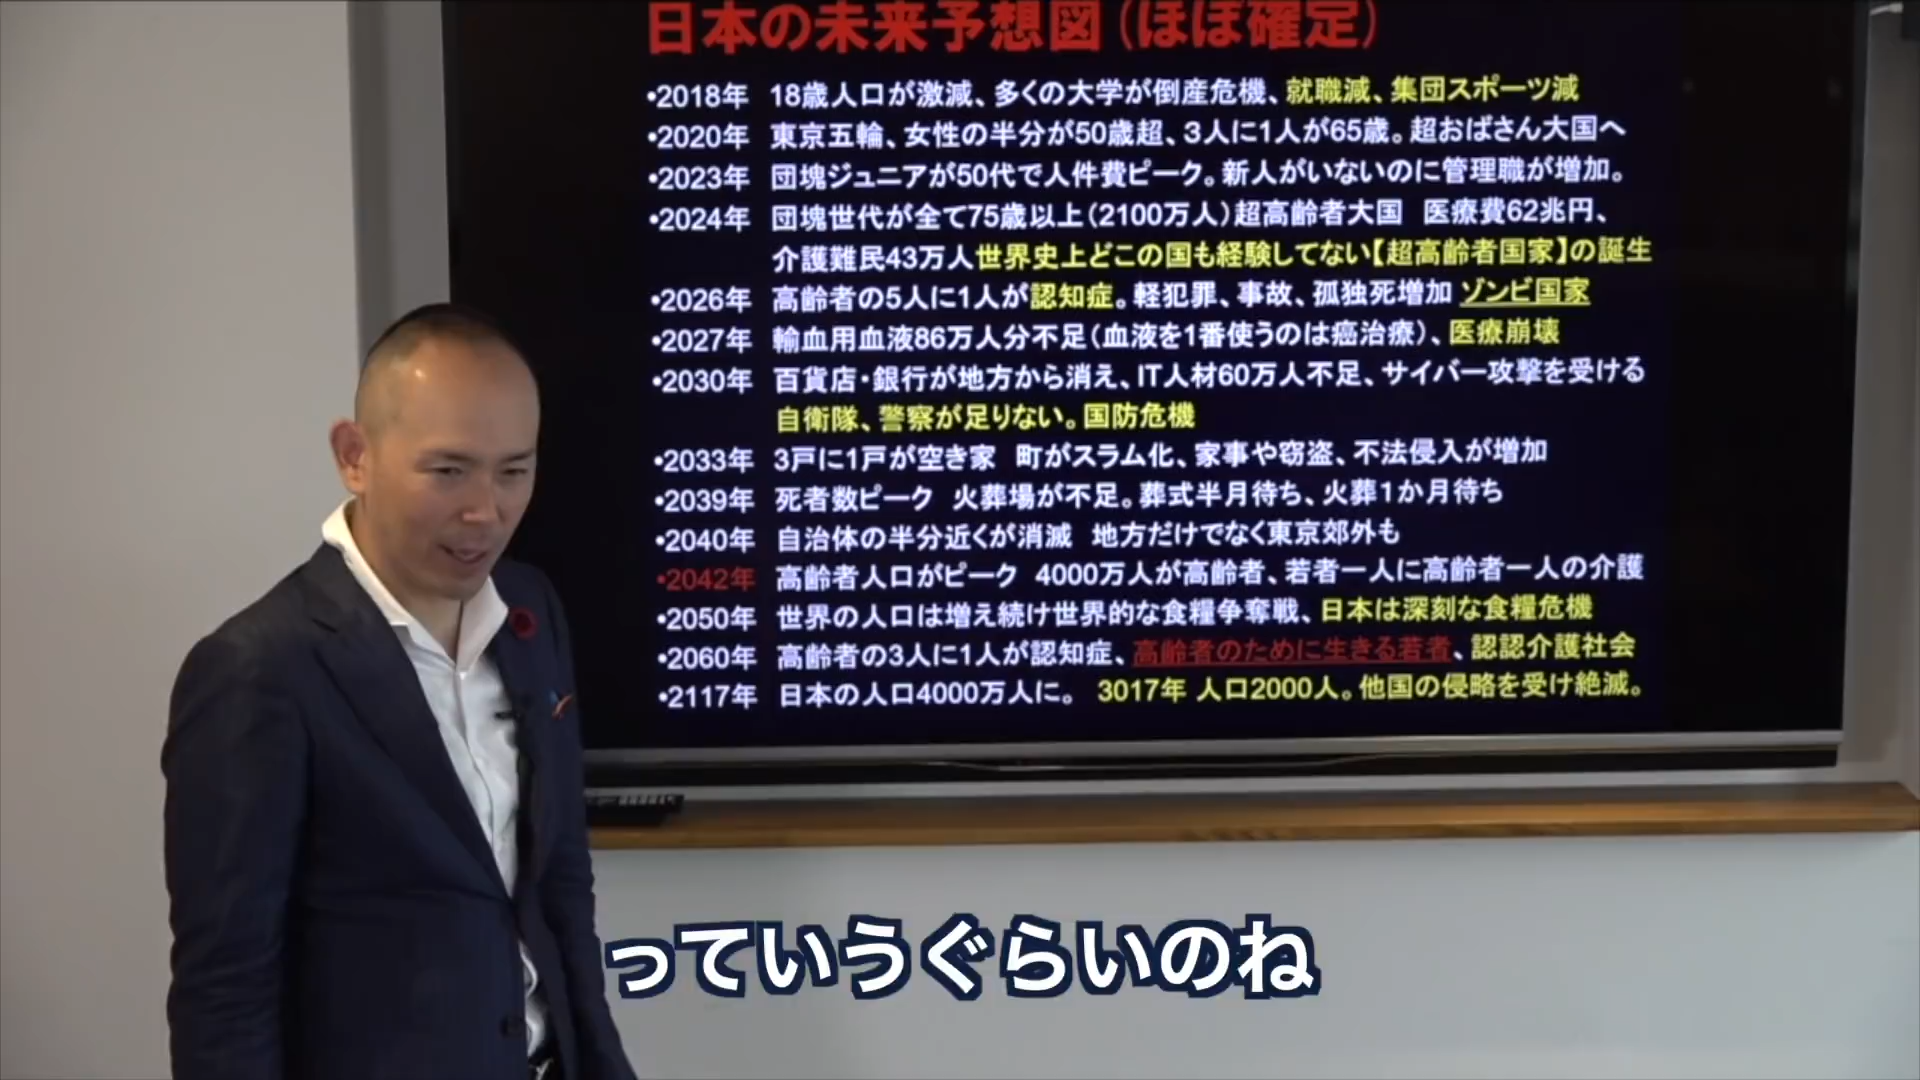 日本の未来予想図(ほぼ確定)
•2018年 18歳人口が激減、多くの大学が倒産危機、就職減、集団スポーツ減
•2020年 東京五輪、女性の半分が50歳超、3人に1人が65歳。超おばさん大国へ
•2023年 団塊ジュニアが50代で人件費ピーク。新人がいないのに管理職が増加。
•2024年 団塊世代が全て75歳以上(2100万人)超高齢者大国 医療費62兆円、
介護難民43万人世界史上どこの国も経験してない【超高齢者国家】の誕生
•2026年 高齢者の5人に1人が認知症。軽犯罪、事故、孤独死増加 ゾンビ国家
•2027年 輸血用血液86万人分不足(血液を1番使うのは癌治療)、医療崩壊
•2030年 百貨店・銀行が地方から消え、IT人材60万人不足、サイバー攻撃を受ける
自衛隊、警察が足りない。国防危機
•2033年 3戸に1戸が空き家 町がスラム化、家事や窃盗、不法侵入が増加
•2039年 死者数ピーク 火葬場が不足。葬式半月待ち、火葬1か月待ち
•2040年 自治体の半分近くが消滅 地方だけでなく東京郊外も
•2042年 高齢者人口がピーク 4000万人が高齢者、若者一人に高齢者一人の介護
•2050年 世界の人口は増え続け世界的な食糧争奪戦、日本は深刻な食糧危機
•2060年 高齢者の3人に1人が認知症、高齢者のために生きる若者、認認介護社会
•2117年 日本の人口4000万人に。 3017年 人口2000人。他国の侵略を受け絶滅。
っていうぐらいのね